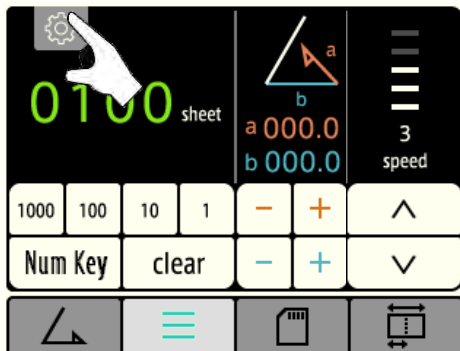 0100 sheet
a
b
a 000.0
b 000.0
3
speed
1000 100 10 1 - +
Num Key clear - +